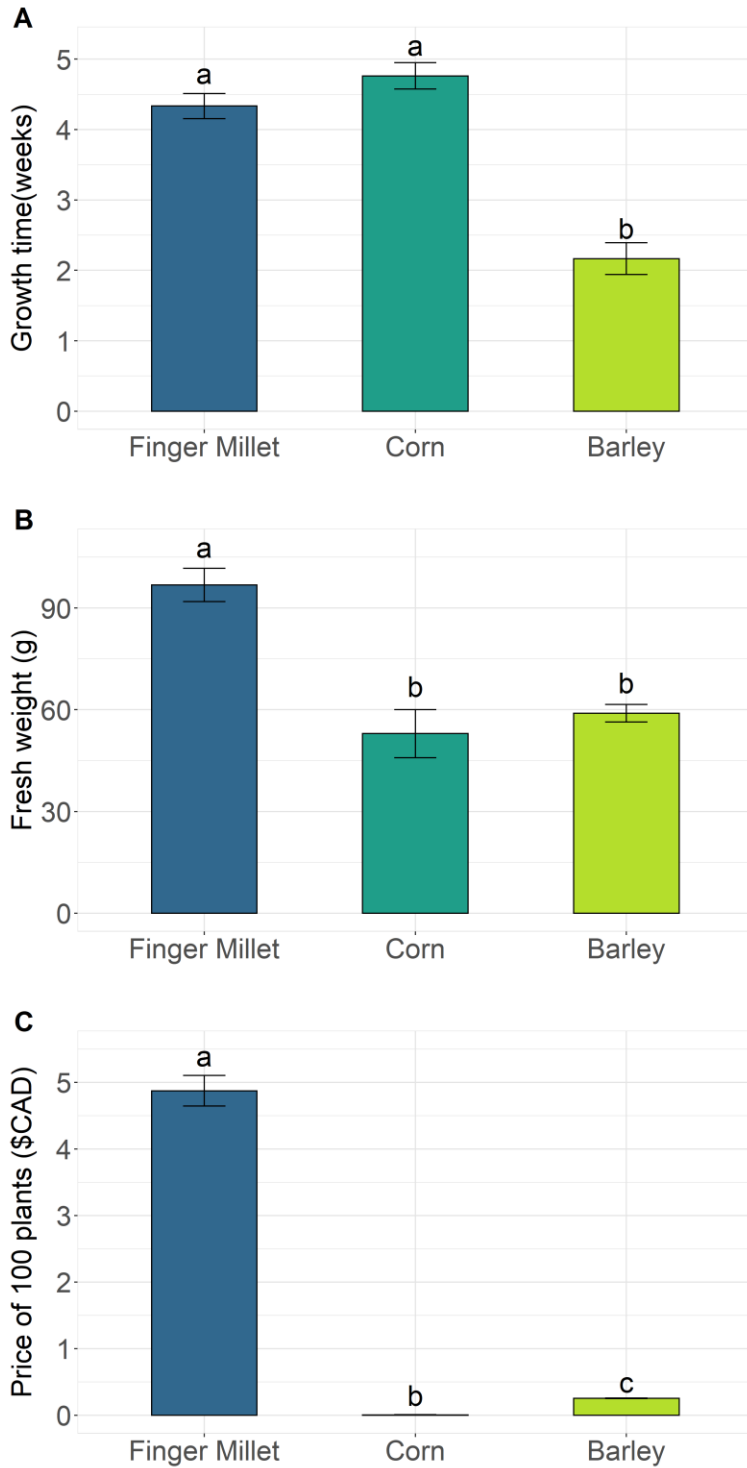 A
Growth time(weeks)
5
4
3
2
1
0
a
a
b
Finger Millet Corn Barley
B
Fresh weight (g)
90
60
30
0
a
b
b
Finger Millet Corn Barley
C
Price of 100 plants ($CAD)
5
4
3
2
1
0
a
b
c
Finger Millet Corn Barley